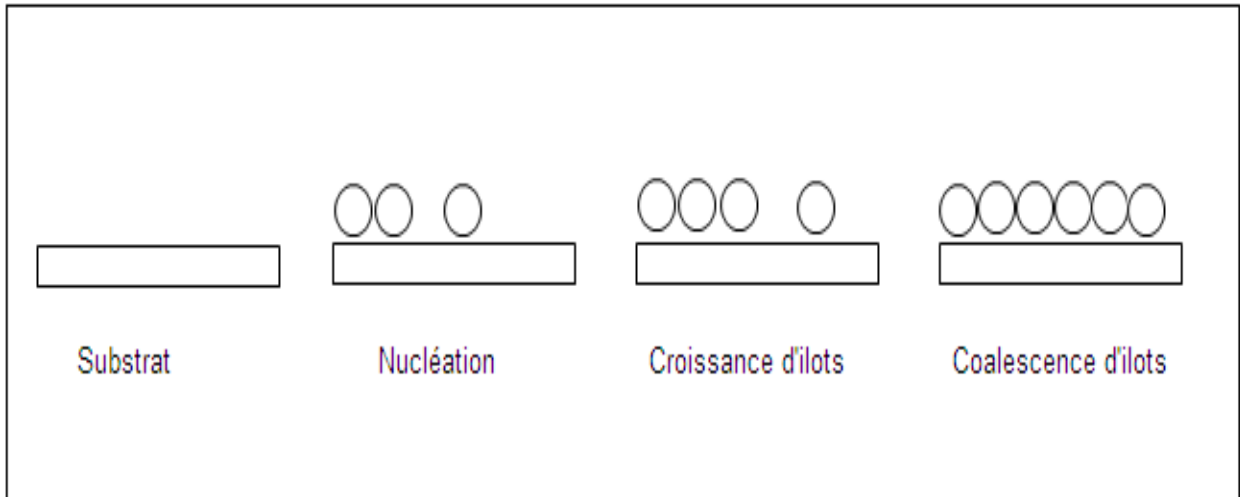 Substrat
Nucléation
Croissance d'ilots
Coalescence d'ilots